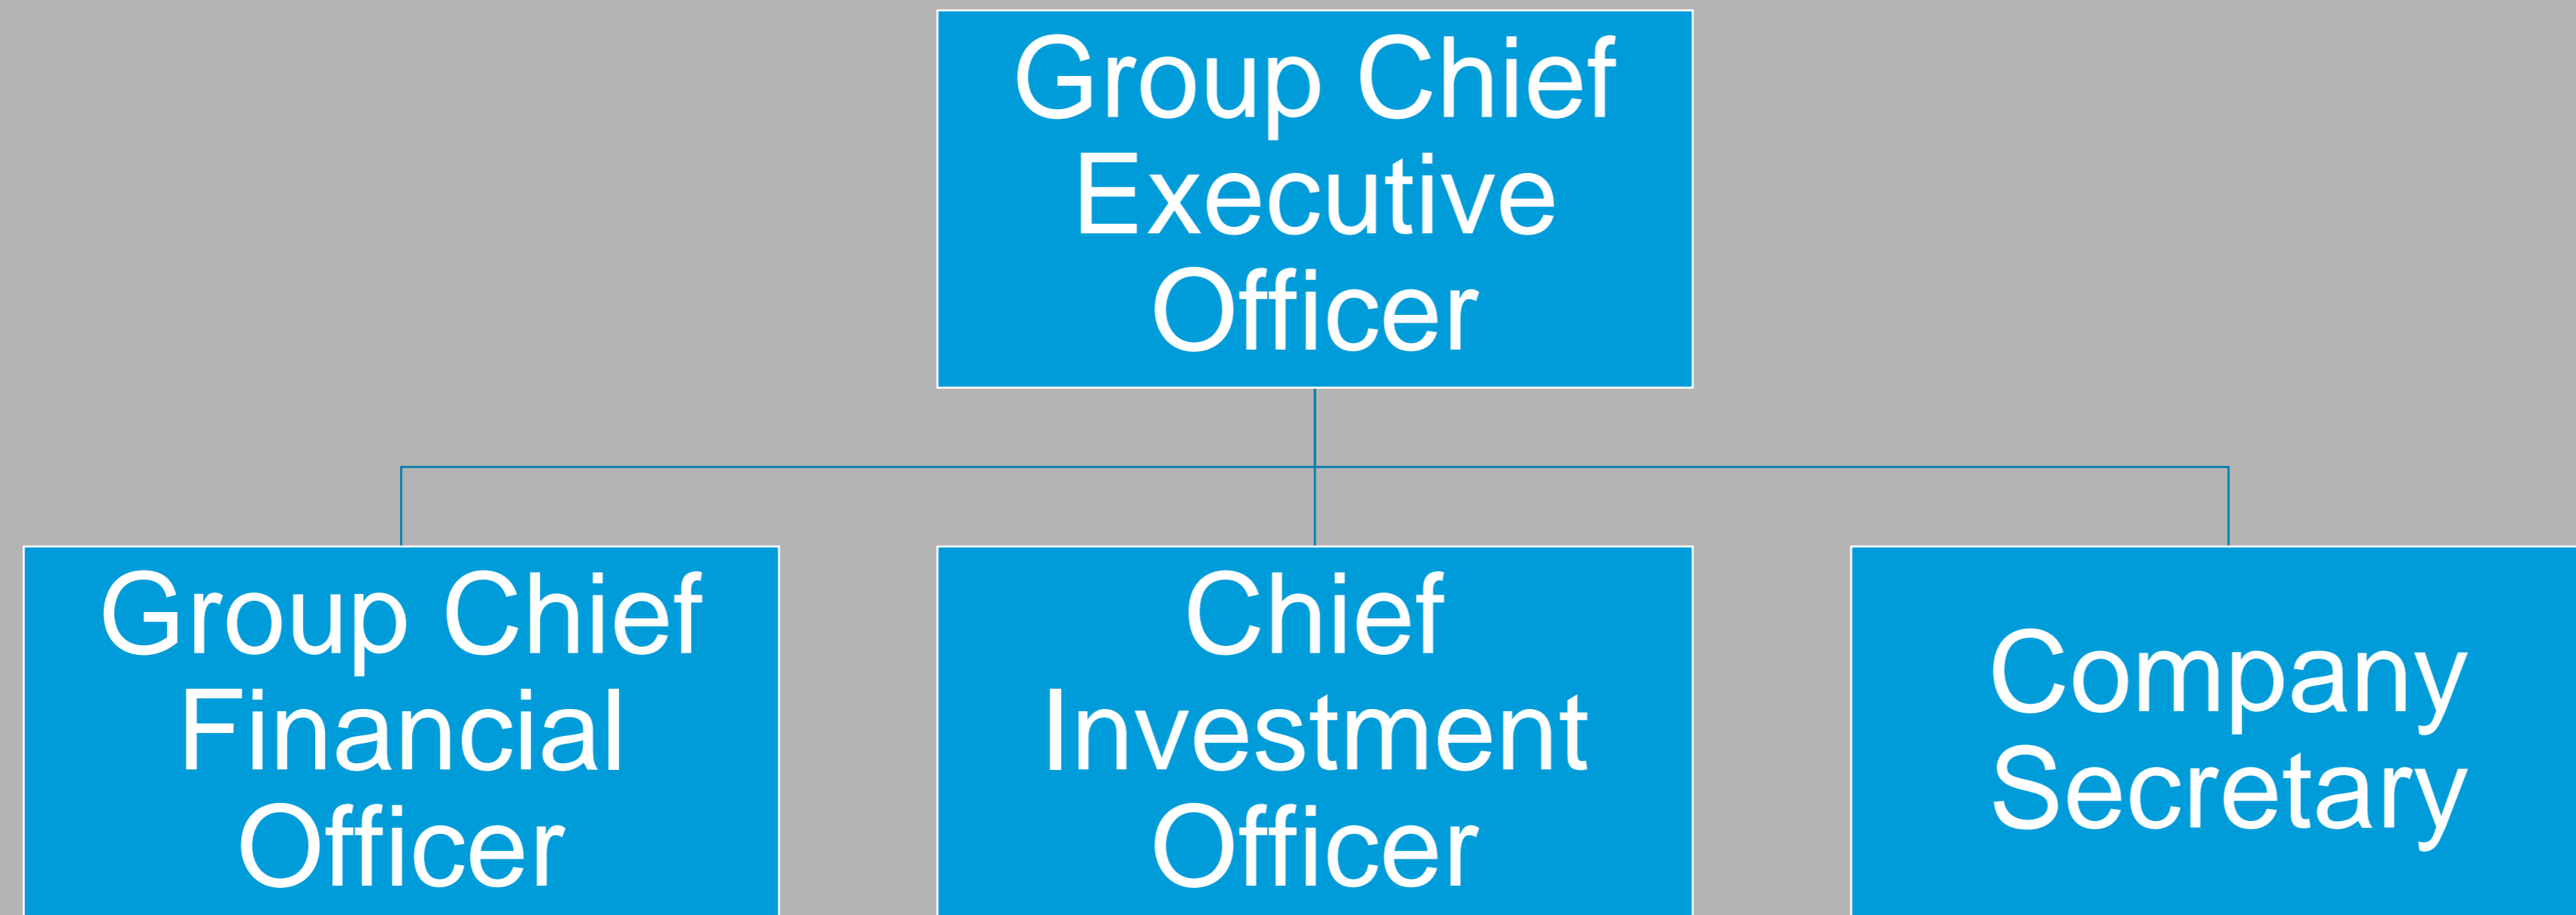 Group Chief
Executive
Officer
Group Chief
Financial
Officer
Chief
Investment
Officer
Company
Secretary